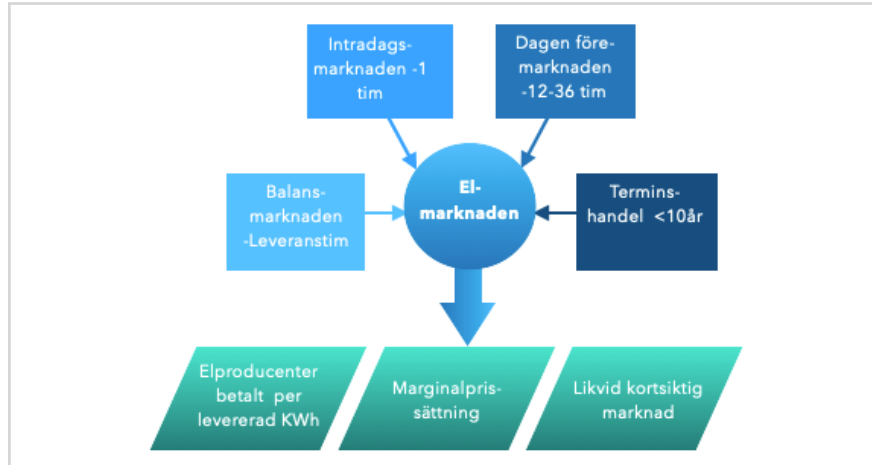 Intradags-
marknaden -1
tim
Dagen före-
marknaden
-12-36 tim
Balans-
marknaden
-Leveranstim
El-
marknaden
Termins-
handel <10år
Elproducenter
betalt per
levererad KWh
Marginalpris-
sättning
Likvid kortsiktig
marknad